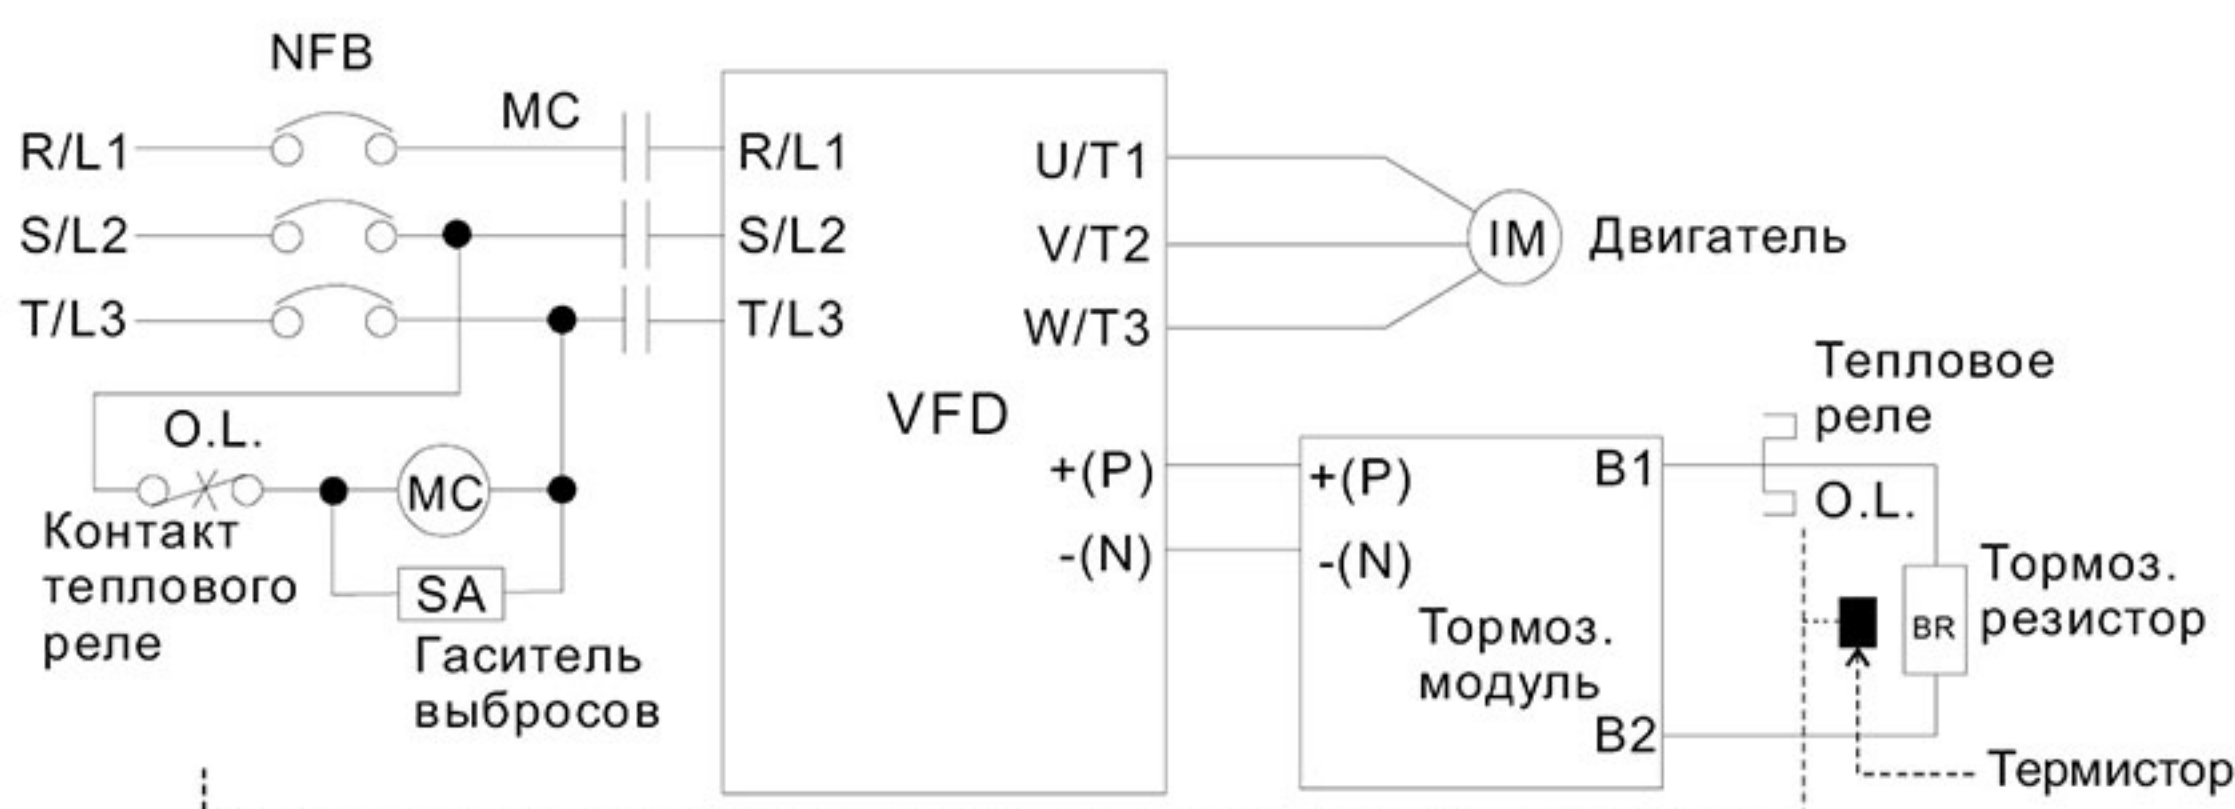 NFB
MC
R/L1
S/L2
T/L3
R/L1
S/L2
T/L3
VFD
U/T1
V/T2
W/T3
IM
Двигатель
+(P)
-(N)
O.L.
MC
SA
Контакт
теплового
реле
Гаситель
выбросов
+(P)
-(N)
B1
B2
Тормоз.
модуль
Тепловое
реле
O.L.
BR
Тормоз.
резистор
Термистор